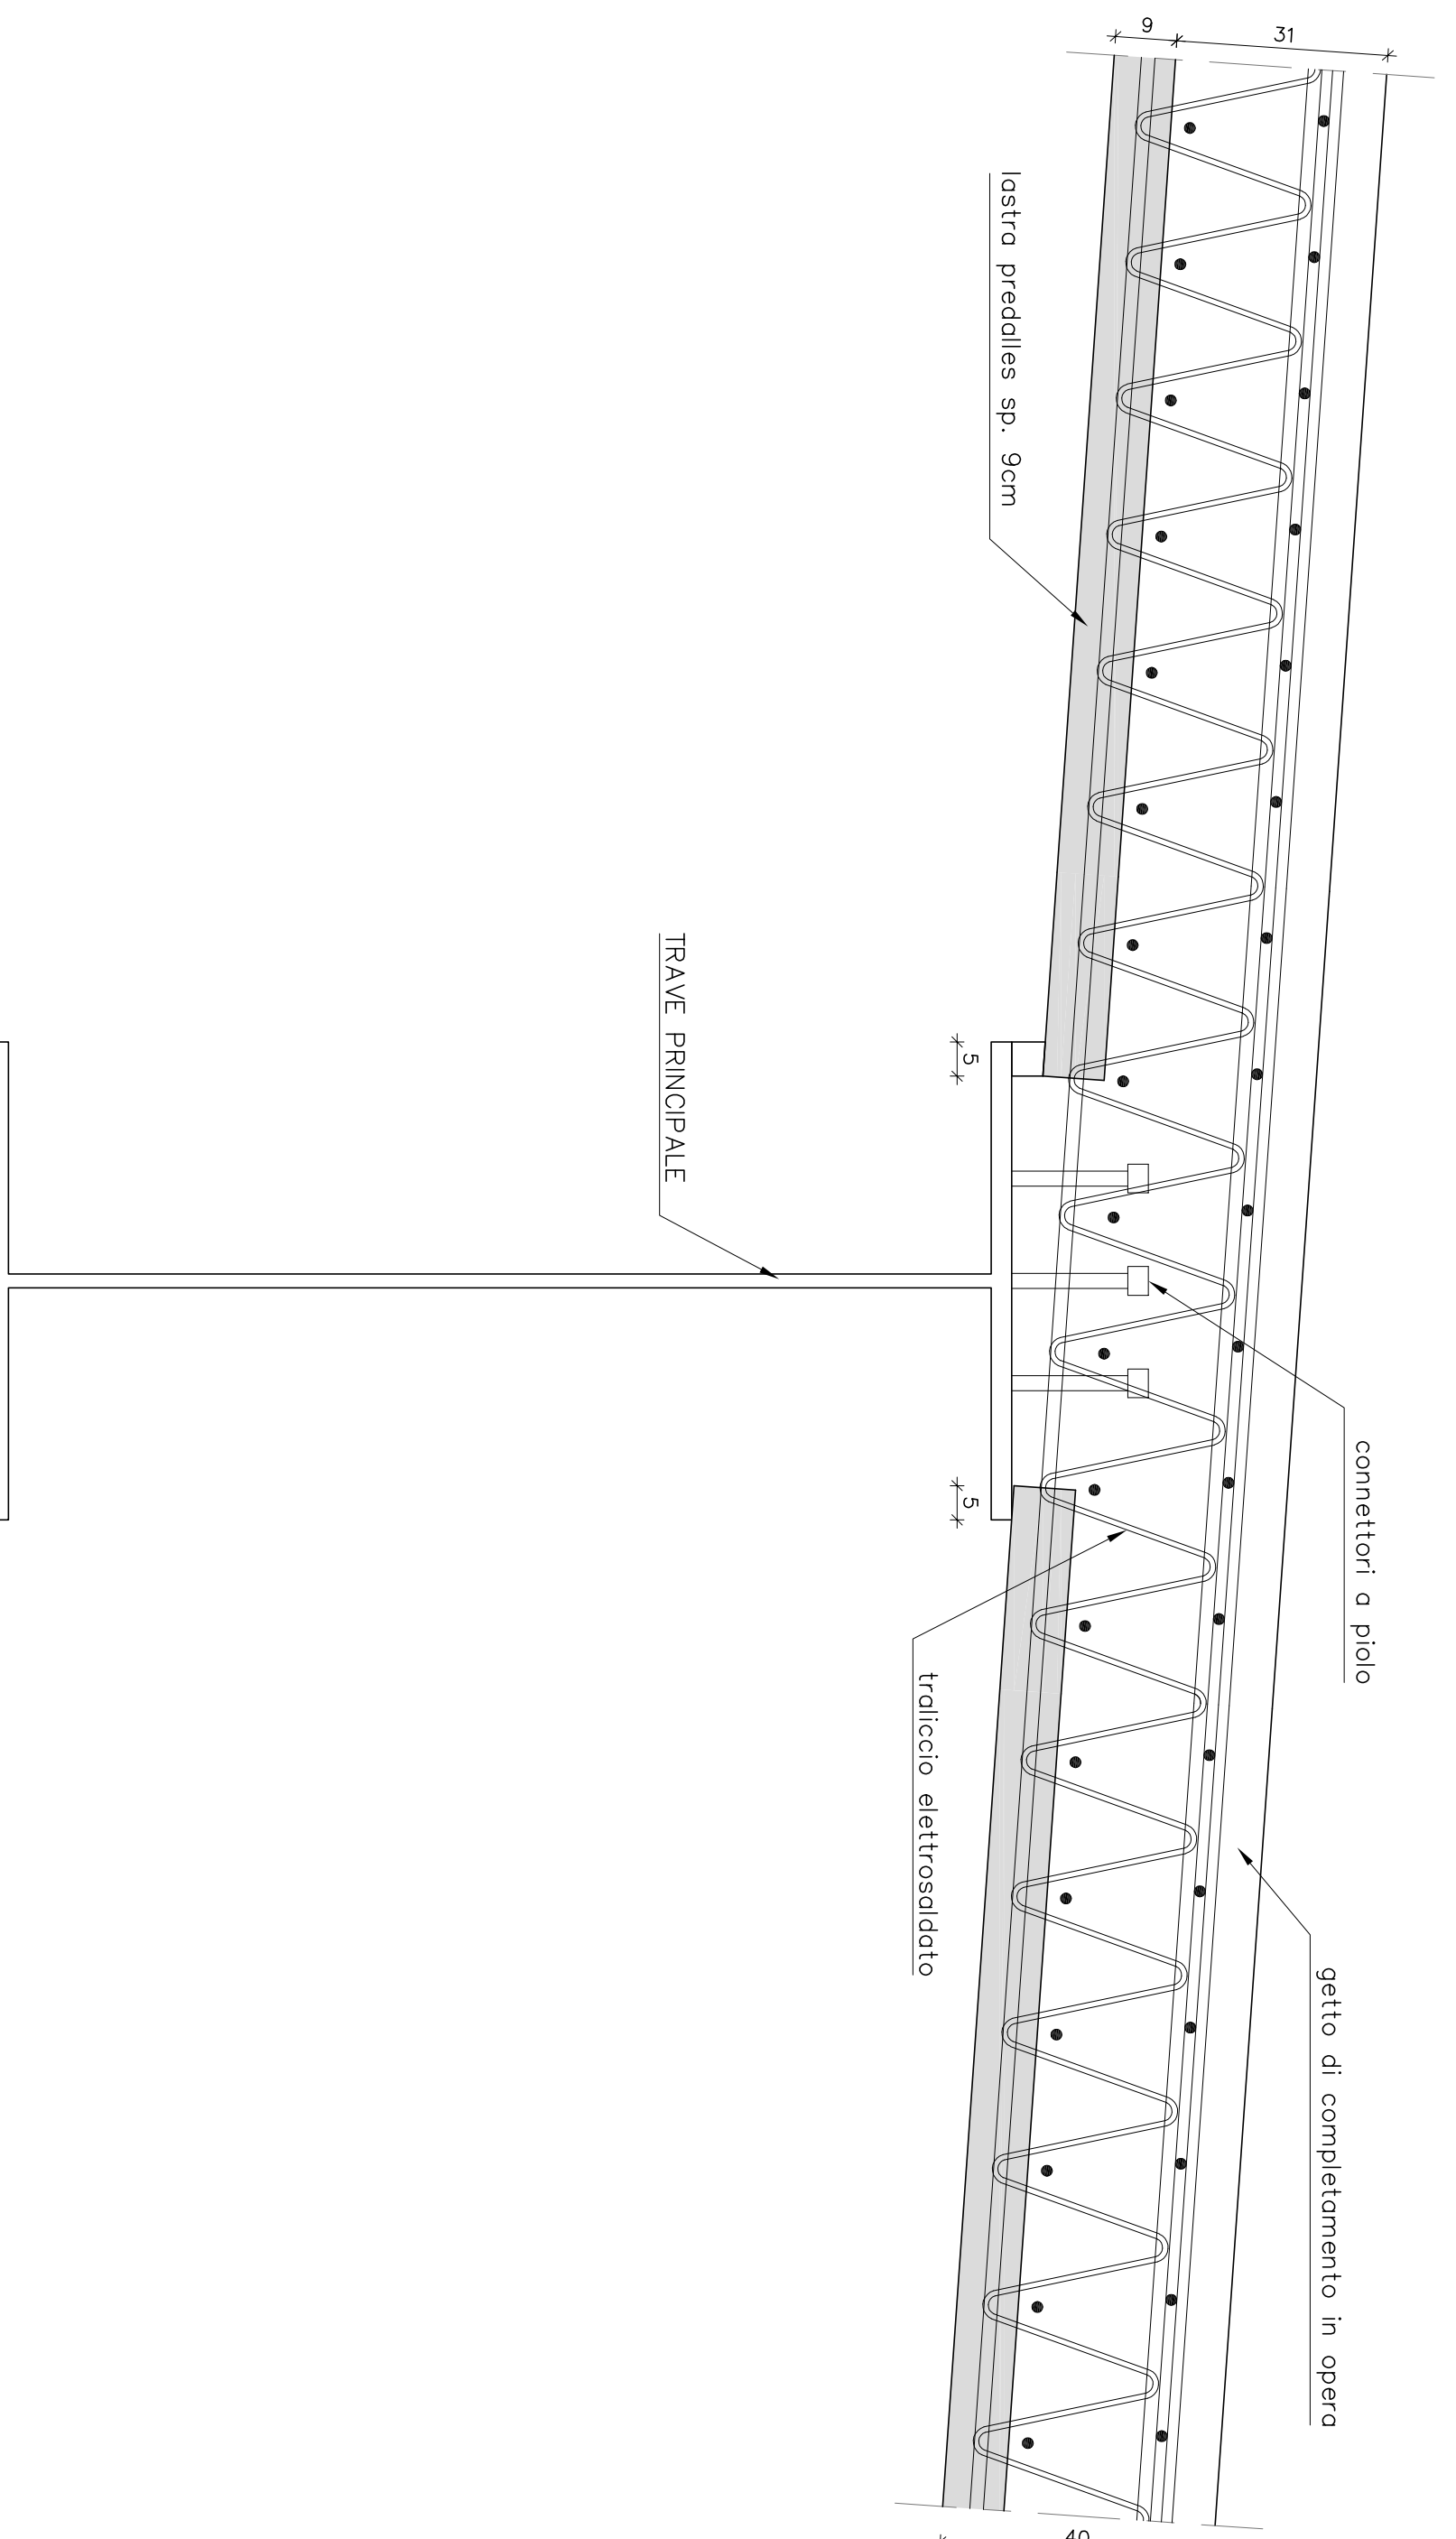 9
31
lastra predalles sp. 9cm
TRAVE PRINCIPALE
5
connettori a piolo
5
traliccio elettrosaldato
getto di completamento in opera
40